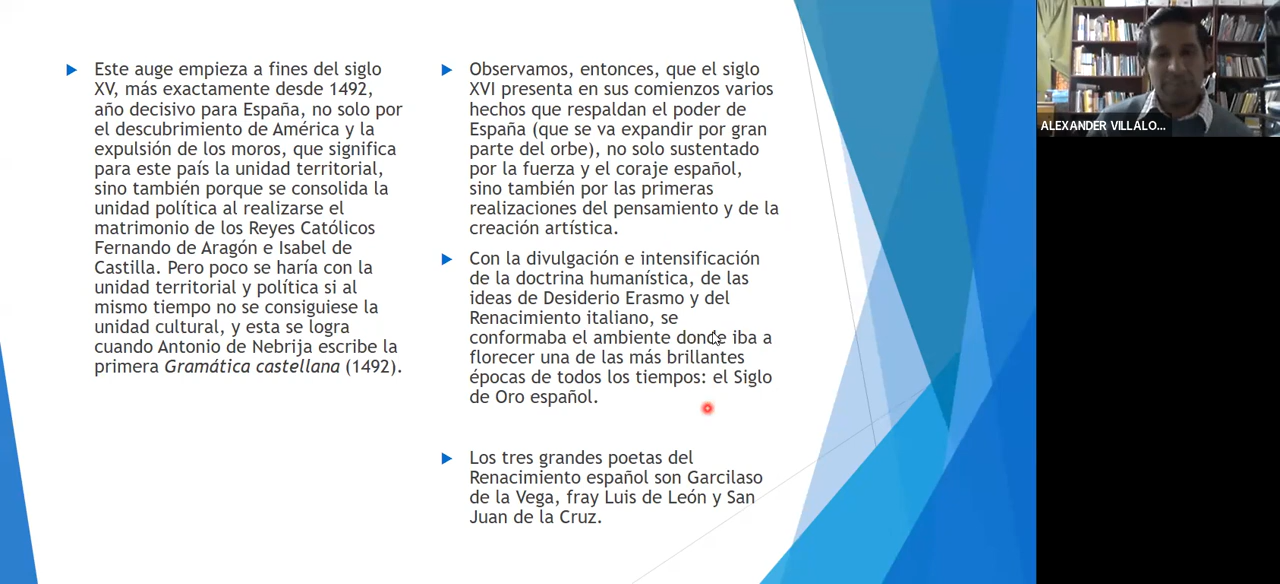 Este auge empieza a fines del siglo
XV, más exactamente desde 1492,
año decisivo para España, no solo por
el descubrimiento de América y la
expulsión de los moros, que significa
para este país la unidad territorial,
sino también porque se consolida la
unidad política al realizarse el
matrimonio de los Reyes Católicos
Fernando de Aragón e Isabel de
Castilla. Pero poco se haría con la
unidad territorial y política si al
mismo tiempo no se consiguiese la
unidad cultural, y esta se logra
cuando Antonio de Nebrija escribe la
primera Gramática castellana (1492).
Observamos, entonces, que el siglo
XVI presenta en sus comienzos varios
hechos que respaldan el poder de
España (que se va expandir por gran
parte del orbe), no solo sustentado
por la fuerza y el coraje español,
sino también por las primeras
realizaciones del pensamiento y de la
creación artística.
Con la divulgación e intensificación
de la doctrina humanística, de las
ideas de Desiderio Erasmo y del
Renacimiento italiano, se
conformaba el ambiente donde iba a
florecer una de las más brillantes
épocas de todos los tiempos: el Siglo
de Oro español.
Los tres grandes poetas del
Renacimiento español son Garcilaso
de la Vega, fray Luis de León y San
Juan de la Cruz.
ALEXANDER VILLALO...